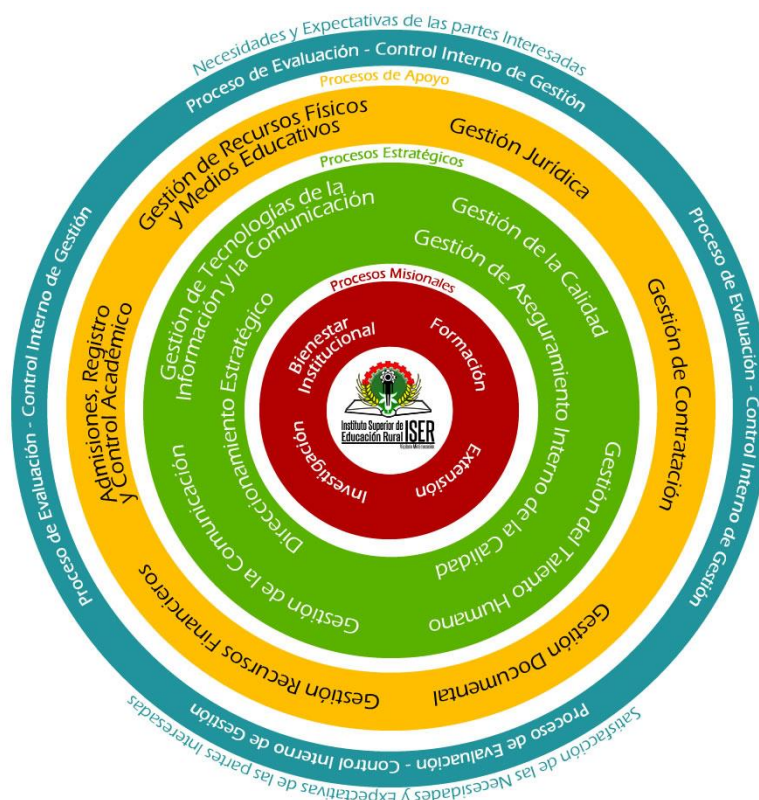 Necesidades y Expectativas de las partes Interesadas
Proceso de Evaluación - Control Interno de Gestión
Procesos de Apoyo
Gestión de Recursos Físicos
y Medios Educativos
Gestión Jurídica
Procesos Estratégicos
Gestión de Tecnologías de la
Información y la Comunicación
Gestión de la Calidad
Gestión de Aseguramiento Interno de la Calidad
Procesos Misionales
Bienestar
Institucional
Formación
Proceso de Evaluación - Control Interno de Gestión
Proceso de Evaluación - Control Interno de Gestión
Admisiones, Registro
y Control Académico
Direccionamiento Estratégico
Instituto Superior de
Educación Rural
ISER
Gestión de Contratación
Investigación
Extensión
Gestión de la Comunicación
Gestión del Talento Humano
Gestión Recursos Financieros
Gestión Documental
Proceso de Evaluación - Control Interno de Gestión
Satisfacción de las Necesidades y Expectativas de las partes Interesadas